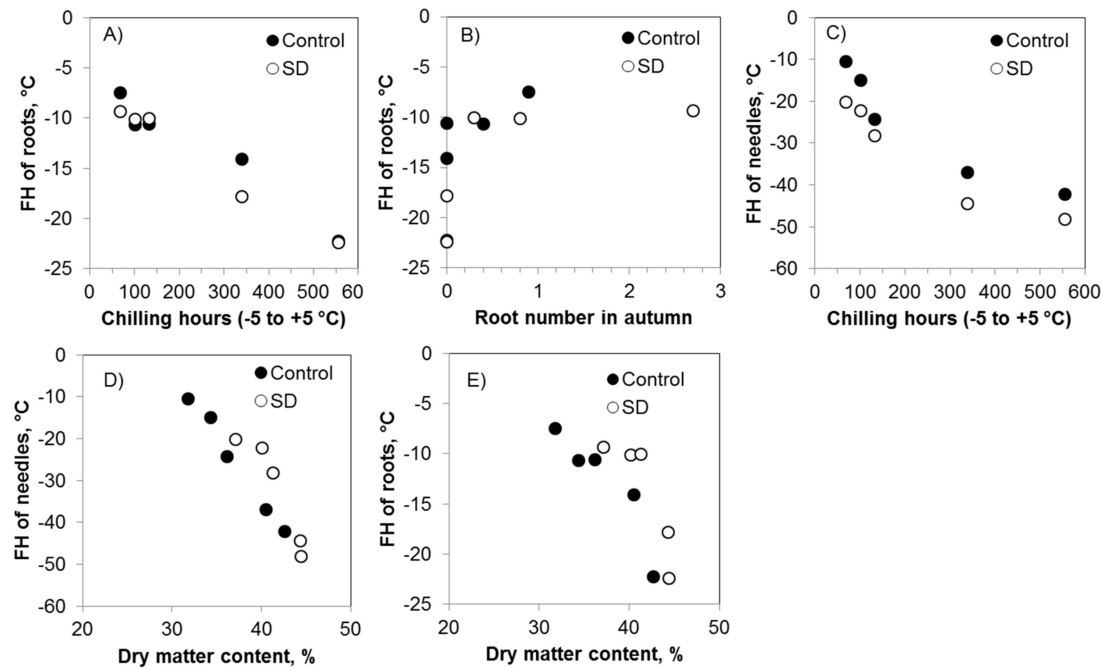 A)
Control
SD
0
-5
-10
-15
-20
-25
FH of roots, °C
0 100 200 300 400 500 60
Chilling hours (-5 to +5 °C)
B)
Control
SD
0
-5
-10
-15
-20
-25
FH of roots, °C
0 1 2 3
Root number in autumn
C)
Control
SD
0
-10
-20
-30
-40
-50
-60
FH of needles, °C
0 100 200 300 400 500 600
Chilling hours (-5 to +5 °C)
D)
Control
SD
0
-10
-20
-30
-40
-50
-60
FH of needles, °C
20 30 40 50
Dry matter content, %
E)
Control
SD
0
-5
-10
-15
-20
-25
FH of roots, °C
20 30 40 50
Dry matter content, %